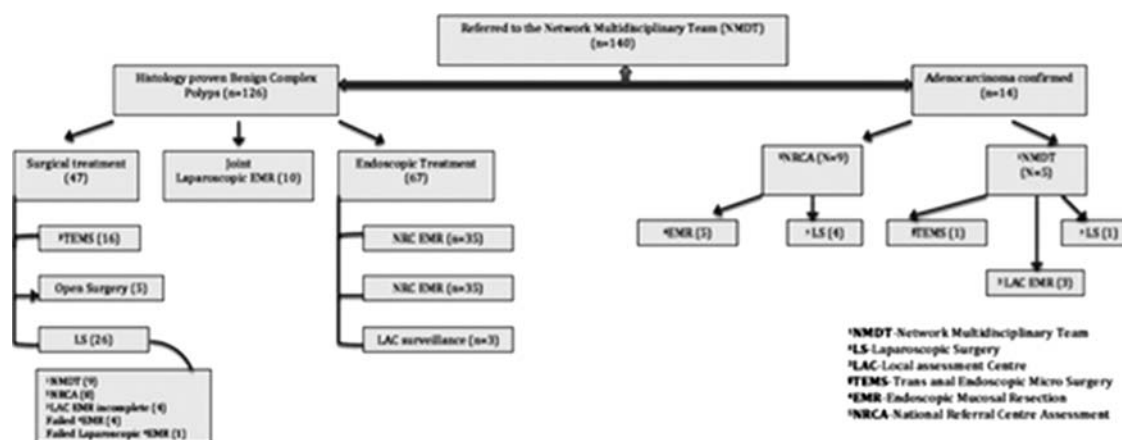 Referred to the Network Multidisciplinary Team (NMDT)
(n=140)
Histology proven Benign Complex
Polyps (n=126)
Adenocarcinoma confirmed
(n=14)
Surgical treatment
(47)
Joint
Laparoscopic EMR (10)
Endoscopic Treatment
(67)
NRCA (N=9)
NMDT
(N=5)
TEMS (16)
Open Surgery (5)
LS (26)
NRC EMR (n=35)
NRC EMR (n=35)
LAC surveillance (n=3)
EMR (5)
LS (4)
TEMS (1)
LS (1)
LAC EMR (3)
NMDT (9)
NRCA (8)
LAC EMR incomplete (4)
Failed EMR (4)
Failed Laparoscopic EMR (1)
NMDT-Network Multidisciplinary Team
LS-Laparoscopic Surgery
LAC-Local assessment Centre
TEMS-Trans anal Endoscopic Micro Surgery
EMR-Endoscopic Mucosal Resection
NRCA-National Referral Centre Assessment